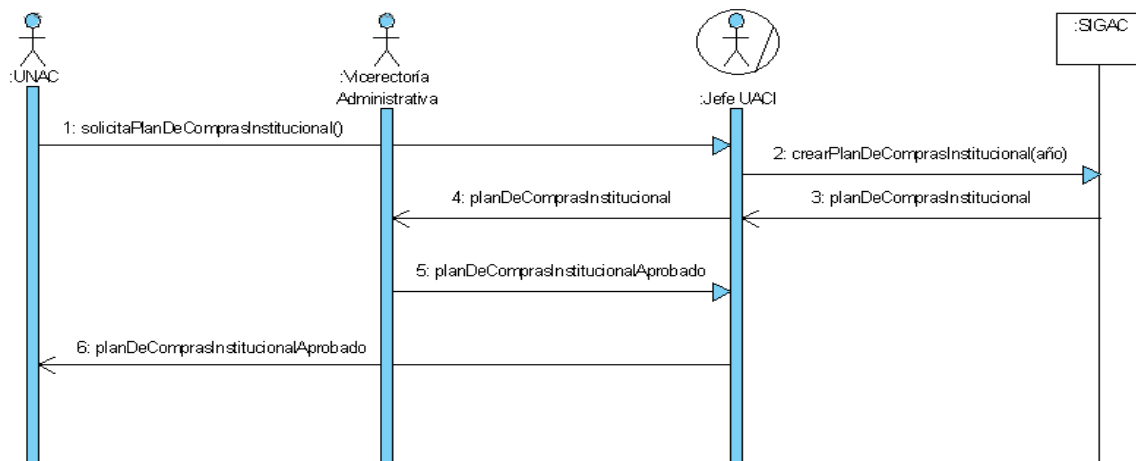 :SIGAC
:UNAC
:Vicerectoría
Administrativa
:Jefe UACI
1: solicitaPlanDeComprasInstitucional()
2: crearPlanDeComprasInstitucional(año)
4: planDeComprasInstitucional
3: planDeComprasInstitucional
5: planDeComprasInstitucionalAprobado
6: planDeComprasInstitucionalAprobado